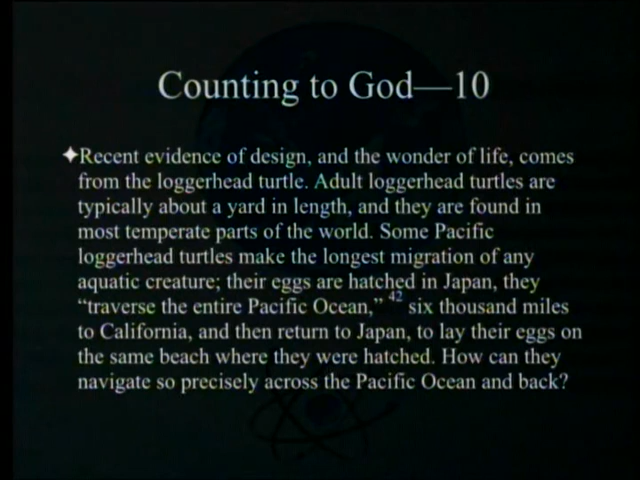 Counting to God—10
✦Recent evidence of design, and the wonder of life, comes
from the loggerhead turtle. Adult loggerhead turtles are
typically about a yard in length, and they are found in
most temperate parts of the world. Some Pacific
loggerhead turtles make the longest migration of any
aquatic creature; their eggs are hatched in Japan, they
“traverse the entire Pacific Ocean,” 42 six thousand miles
to California, and then return to Japan, to lay their eggs on
the same beach where they were hatched. How can they
navigate so precisely across the Pacific Ocean and back?